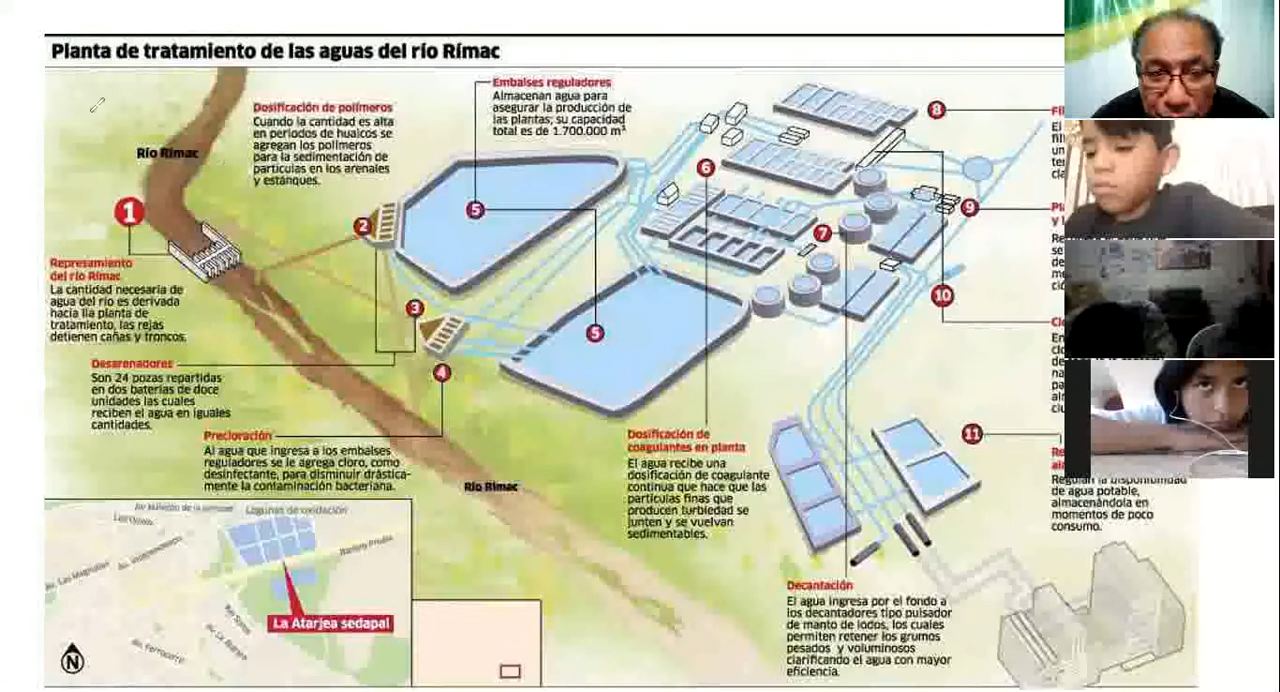 Planta de tratamiento de las aguas del río Rímac
Río Rímac
1
Represamiento
del río Rímac
La cantidad necesaria de
agua del río es derivada
hacia lla planta de
tratamiento, las rejas
detienen cañas y troncos.
Dosificación de polímeros
Cuando la cantidad es alta
en periodos de huaicos se
agregan los polímeros
para la sedimentación de
partículas en los arenales
y estanques.
Embalses reguladores
Almacenan agua para
asegurar la producción de
las plantas; su capacidad
total es de 1.700.000 m³
2
3
4
5
5
6
7
8
9
10
11
Desarenadores
Son 24 pozas repartidas
en dos baterías de doce
unidades las cuales
reciben el agua en iguales
cantidades.
Precloración
Al agua que ingresa a los embalses
reguladores se le agrega cloro, como
desinfectante, para disminuir drástica-
mente la contaminación bacteriana.
Río Rímac
Dosificación de
coagulantes en planta
El agua recibe una
dosificación de coagulante
continua que hace que las
partículas finas que
producen turbiedad se
junten y se vuelvan
sedimentables.
Decantación
El agua ingresa por el fondo a
los decantadores tipo pulsador
de manto de lodos, los cuales
permiten retener los grumos
pesados y voluminosos
clarificando el agua con mayor
eficiencia.
Regulan la disponibilidad
de agua potable,
almacenándola en
momentos de poco
consumo.
Lagunas de oxidación
Av. Las Magnolias
Av. Ferrocarril
La Atarjea sedapal
N